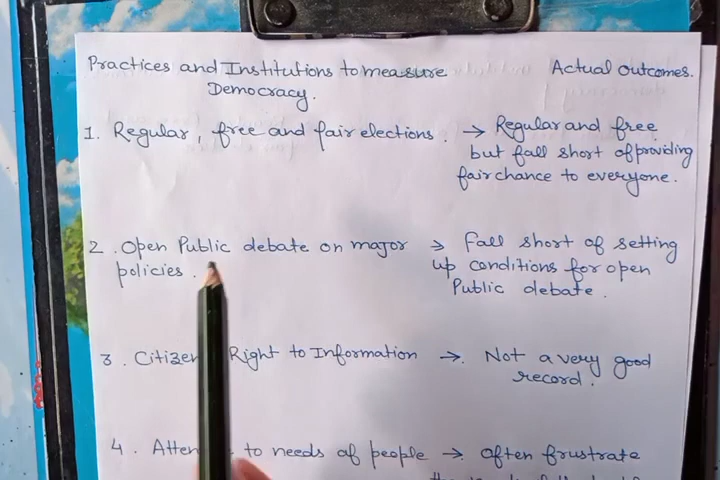 Practices and Institutions to measure Democracy.
Actual outcomes.
1. Regular, free and fair elections. → Regular and free
but fall short of providing
fair chance to everyone.
2. Open Public debate on major → fall short of setting
policies. up conditions for open
Public debate.
3. Citizen Right to Information → Not a very good
record.
4. to needs of people → often frustrate